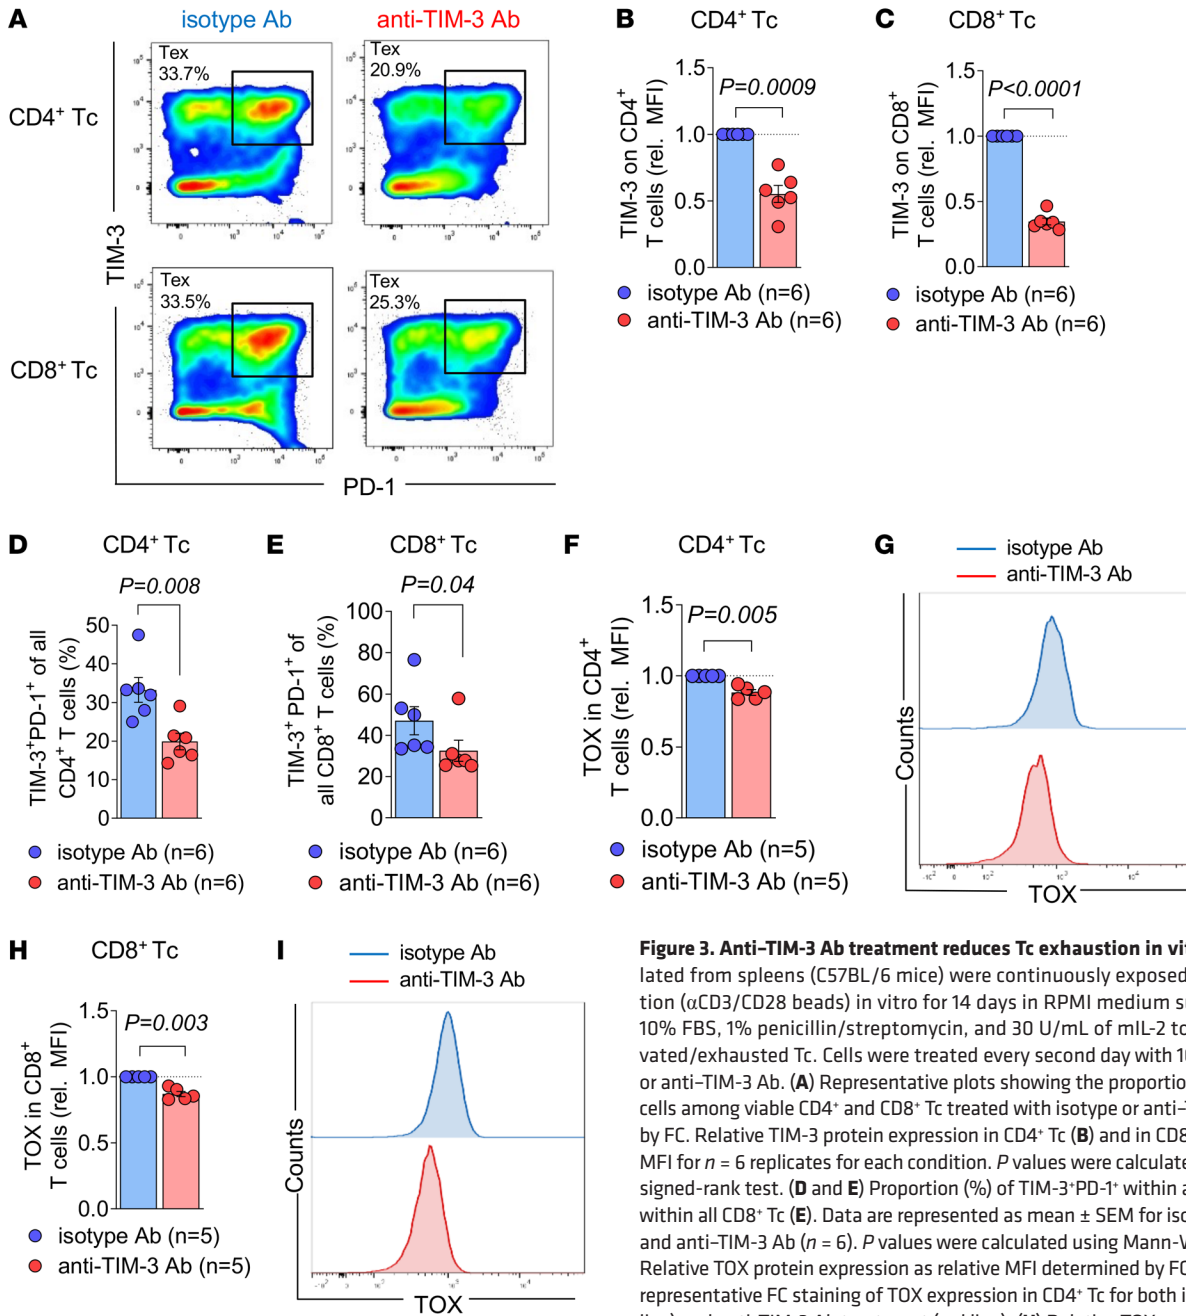 A
isotype Ab
anti-TIM-3 Ab
CD4+ Tc
CD8+ Tc
TIM-3
PD-1
Tex
33.7%
Tex
20.9%
Tex
33.5%
Tex
25.3%
B
CD4+ Tc
TIM-3 on CD4+
T cells (rel. MFI)
P=0.0009
1.5
1.0
0.5
0.0
isotype Ab (n=6)
anti-TIM-3 Ab (n=6)
C
CD8+ Tc
TIM-3 on CD8+
T cells (rel. MFI)
P<0.0001
1.5
1.0
0.5
0.0
isotype Ab (n=6)
anti-TIM-3 Ab (n=6)
D
CD4+ Tc
P=0.008
TIM-3+PD-1+ of all
CD4+ T cells (%)
50
40
30
20
10
0
isotype Ab (n=6)
anti-TIM-3 Ab (n=6)
E
CD8+ Tc
P=0.04
TIM-3+ PD-1+ of
all CD8+ T cells (%)
100
80
60
40
20
0
isotype Ab (n=6)
anti-TIM-3 Ab (n=6)
F
CD4+ Tc
P=0.005
TOX in CD4+
T cells (rel. MFI)
1.5
1.0
0.5
0.0
isotype Ab (n=5)
anti-TIM-3 Ab (n=5)
G
isotype Ab
anti-TIM-3 Ab
Counts
TOX
H
CD8+ Tc
P=0.003
TOX in CD8+
T cells (rel. MFI)
1.5
1.0
0.5
0.0
isotype Ab (n=5)
anti-TIM-3 Ab (n=5)
I
isotype Ab
anti-TIM-3 Ab
Counts
TOX
Figure 3. Anti–TIM-3 Ab treatment reduces Tc exhaustion in vit
lated from spleens (C57BL/6 mice) were continuously exposed
tion (αCD3/CD28 beads) in vitro for 14 days in RPMI medium su
10% FBS, 1% penicillin/streptomycin, and 30 U/mL of mIL-2 to
vated/exhausted Tc. Cells were treated every second day with 10
or anti–TIM-3 Ab. (A) Representative plots showing the proportio
cells among viable CD4+ and CD8+ Tc treated with isotype or anti–
by FC. Relative TIM-3 protein expression in CD4+ Tc (B) and in CD8
MFI for n = 6 replicates for each condition. P values were calculate
signed-rank test. (D and E) Proportion (%) of TIM-3+PD-1+ within a
within all CD8+ Tc (E). Data are represented as mean ± SEM for iso
and anti–TIM-3 Ab (n = 6). P values were calculated using Mann-W
Relative TOX protein expression as relative MFI determined by FC
representative FC staining of TOX expression in CD4+ Tc for both i